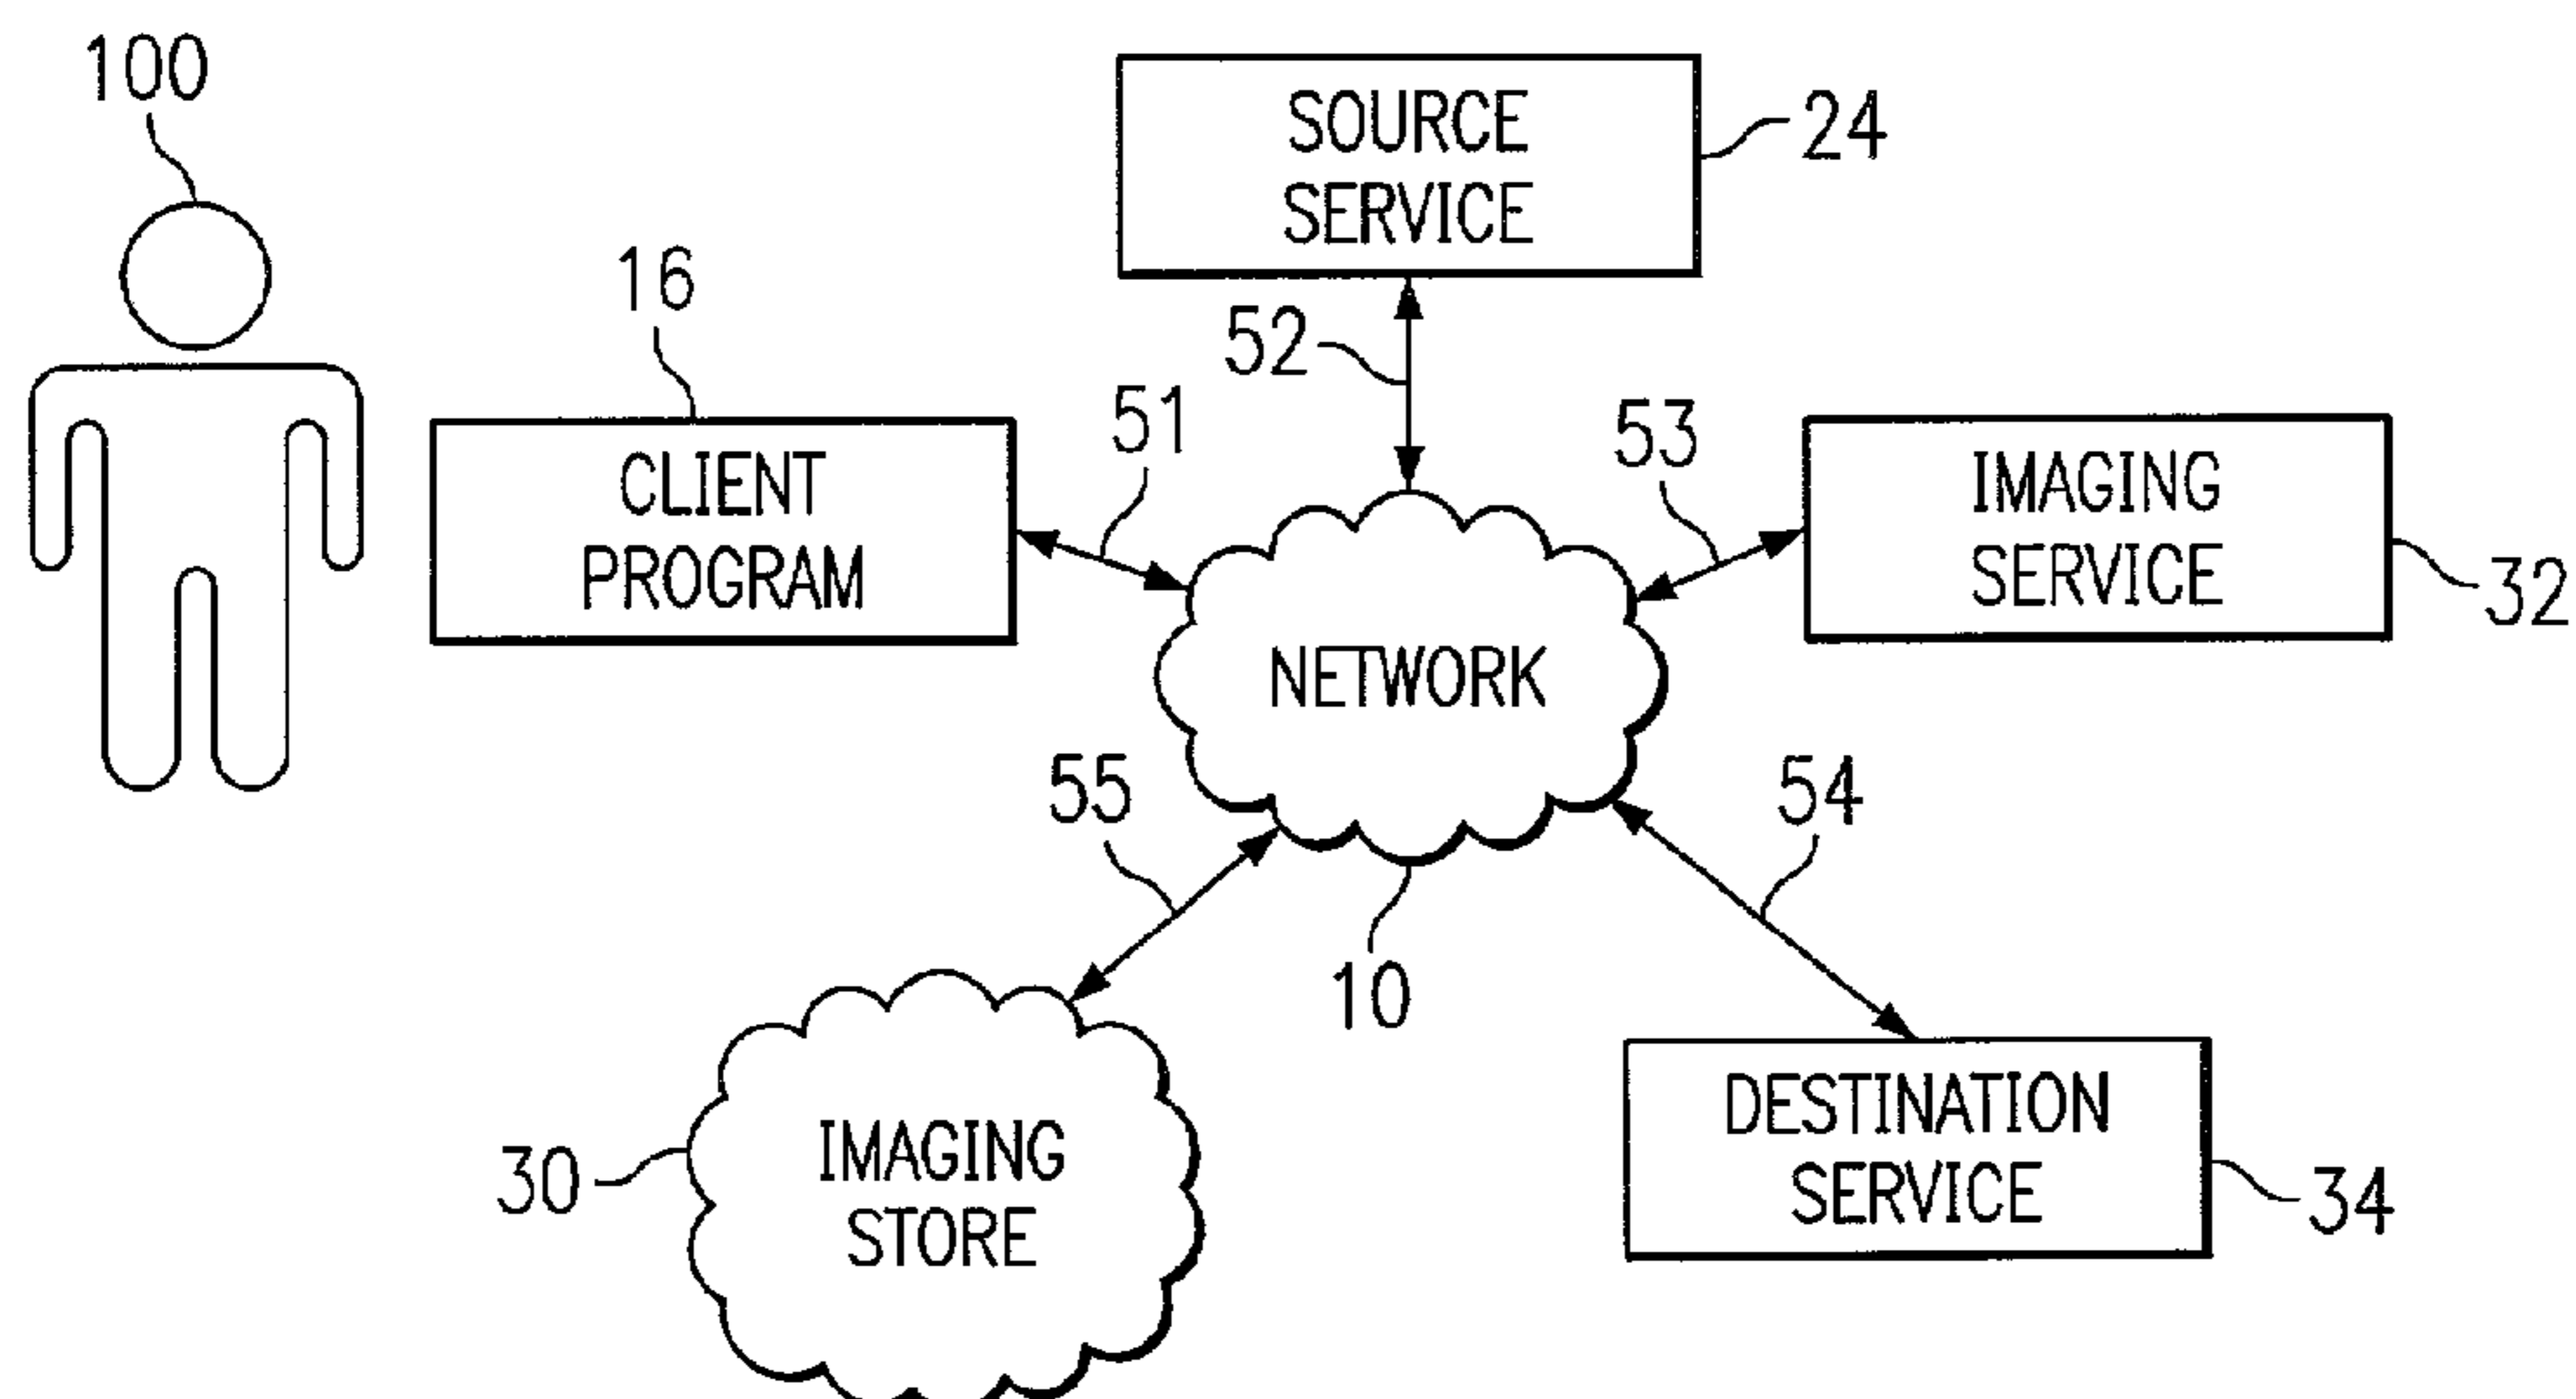 100
SOURCE
SERVICE
24
16
52
CLIENT
PROGRAM
51
53
IMAGING
SERVICE
32
NETWORK
55
54
10
30
IMAGING
STORE
DESTINATION
SERVICE
34